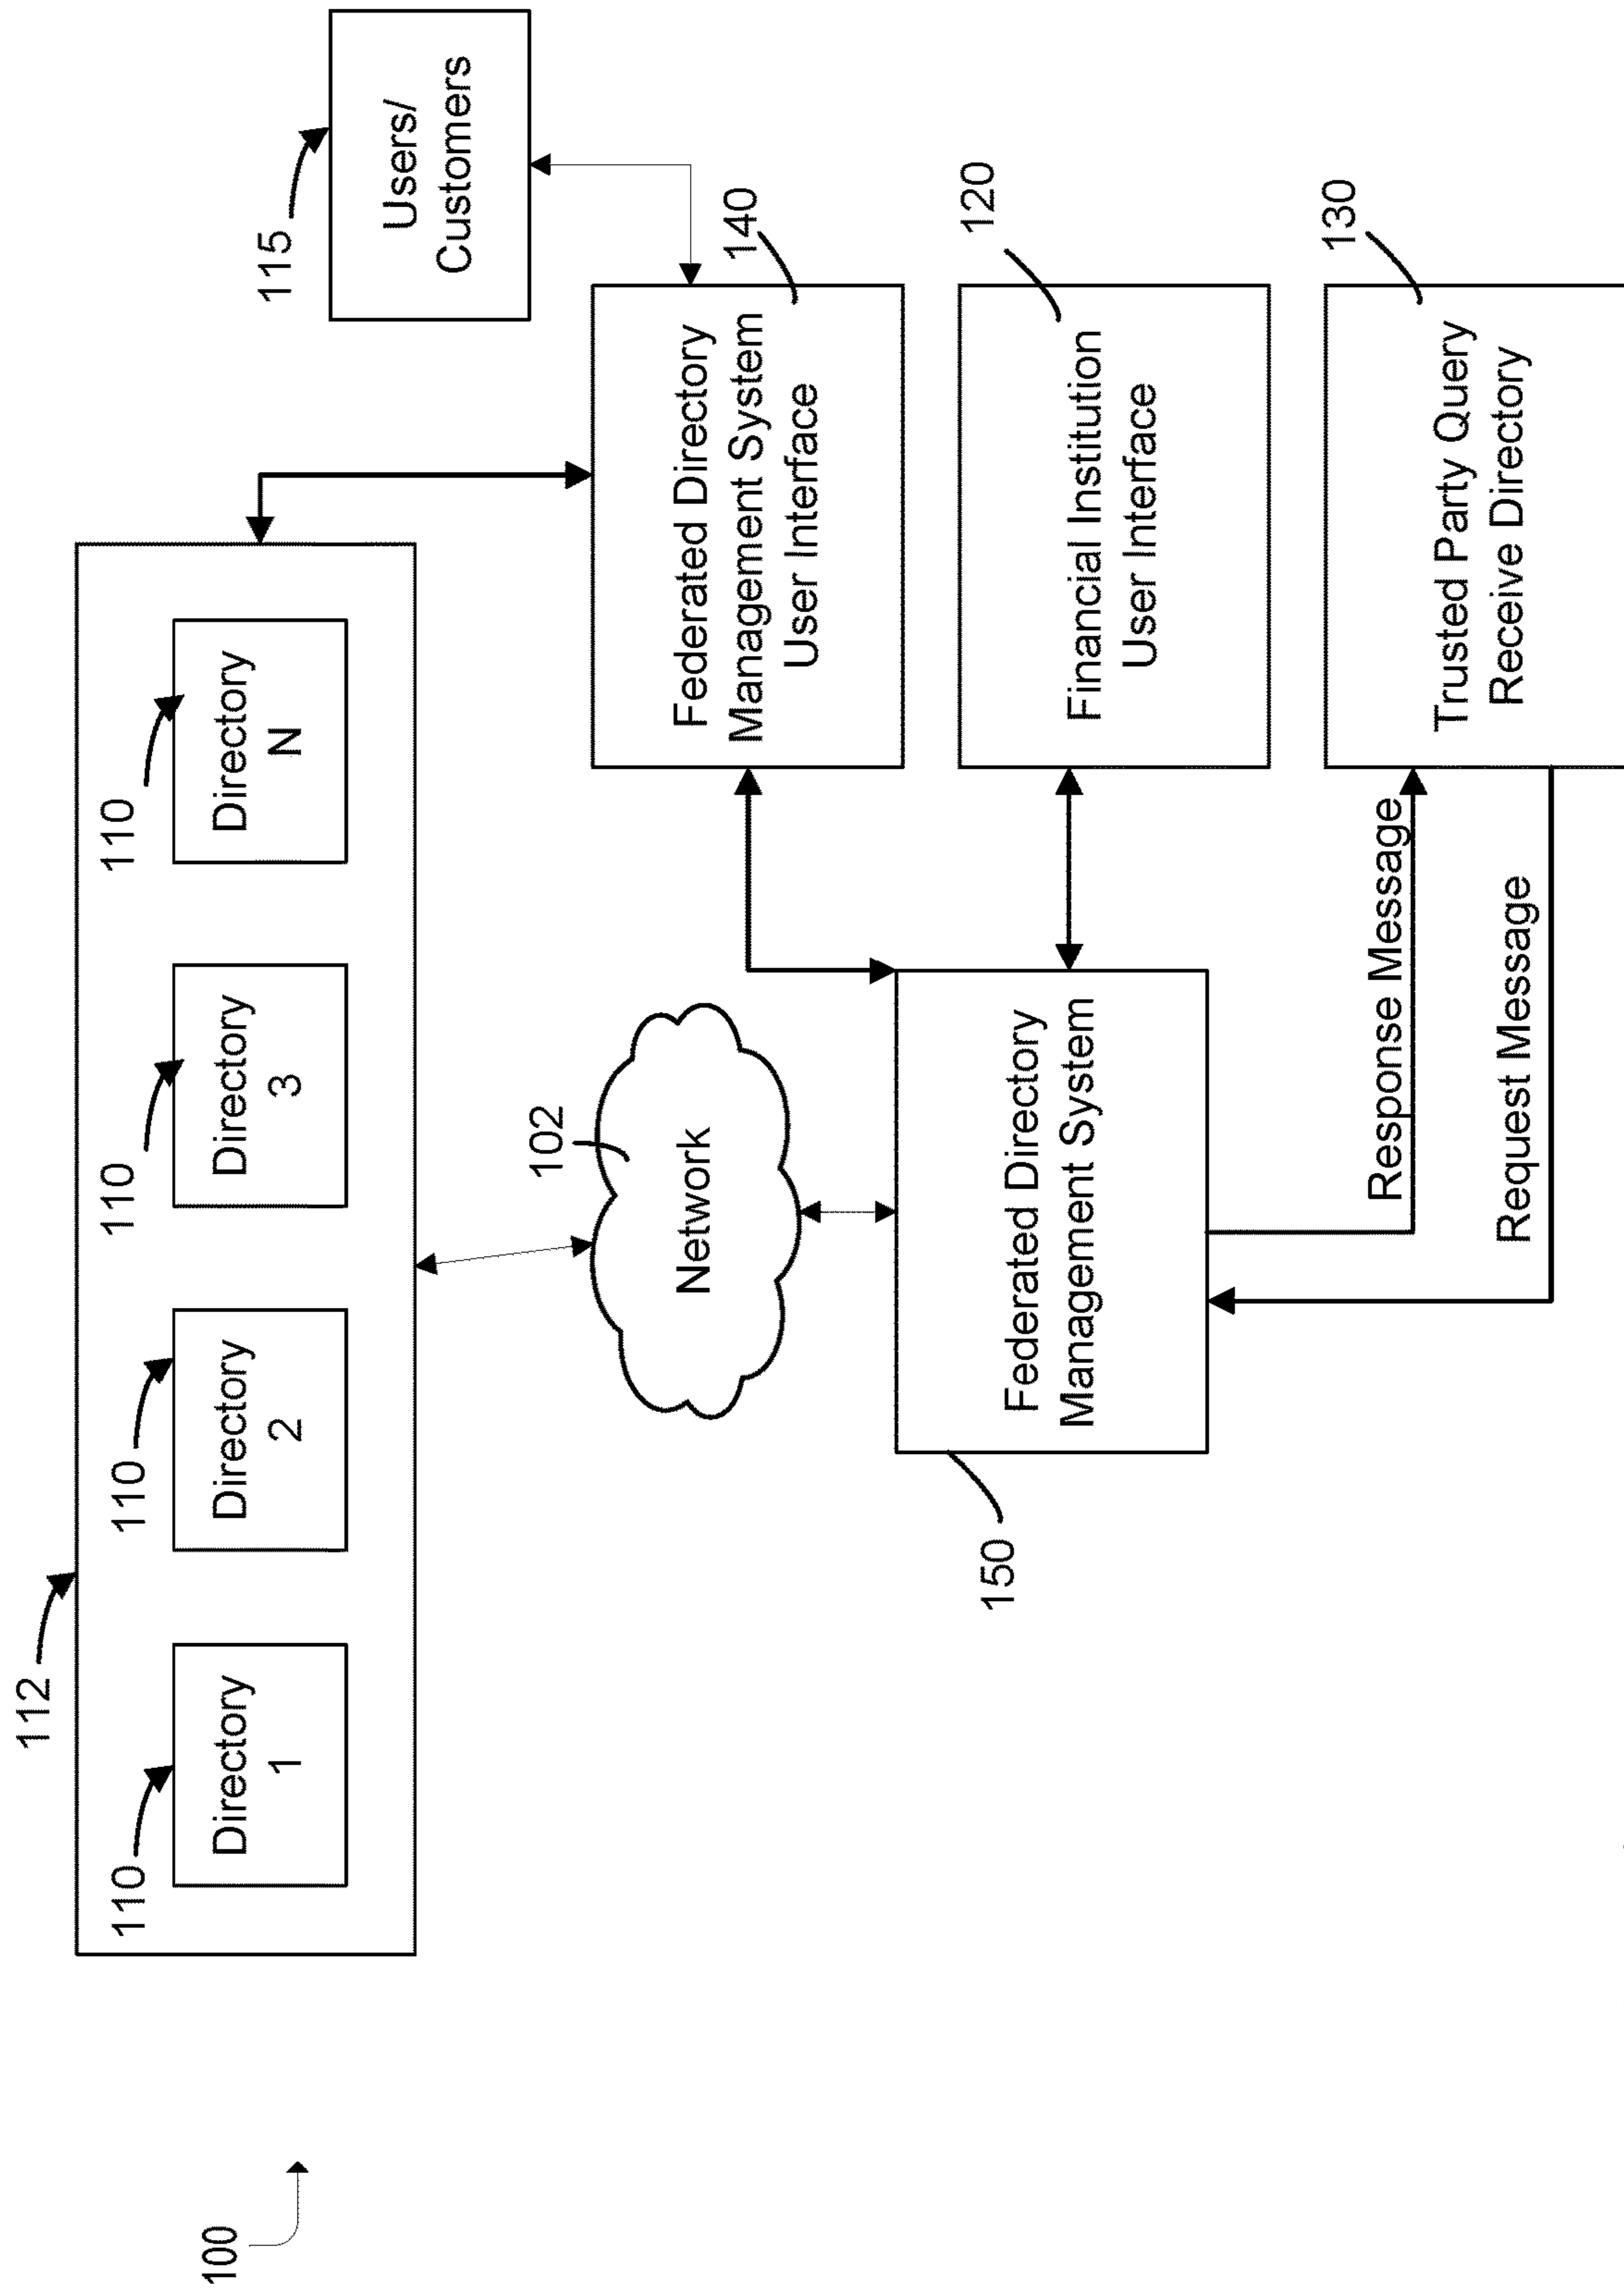 100
112
110
Directory
1
110
Directory
2
110
Directory
3
110
Directory
N
115
Users/
Customers
102
Network
Federated Directory
Management System
User Interface
140
150
Federated Directory
Management System
Financial Institution
User Interface
120
Response Message
Request Message
Trusted Party Query
Receive Directory
130